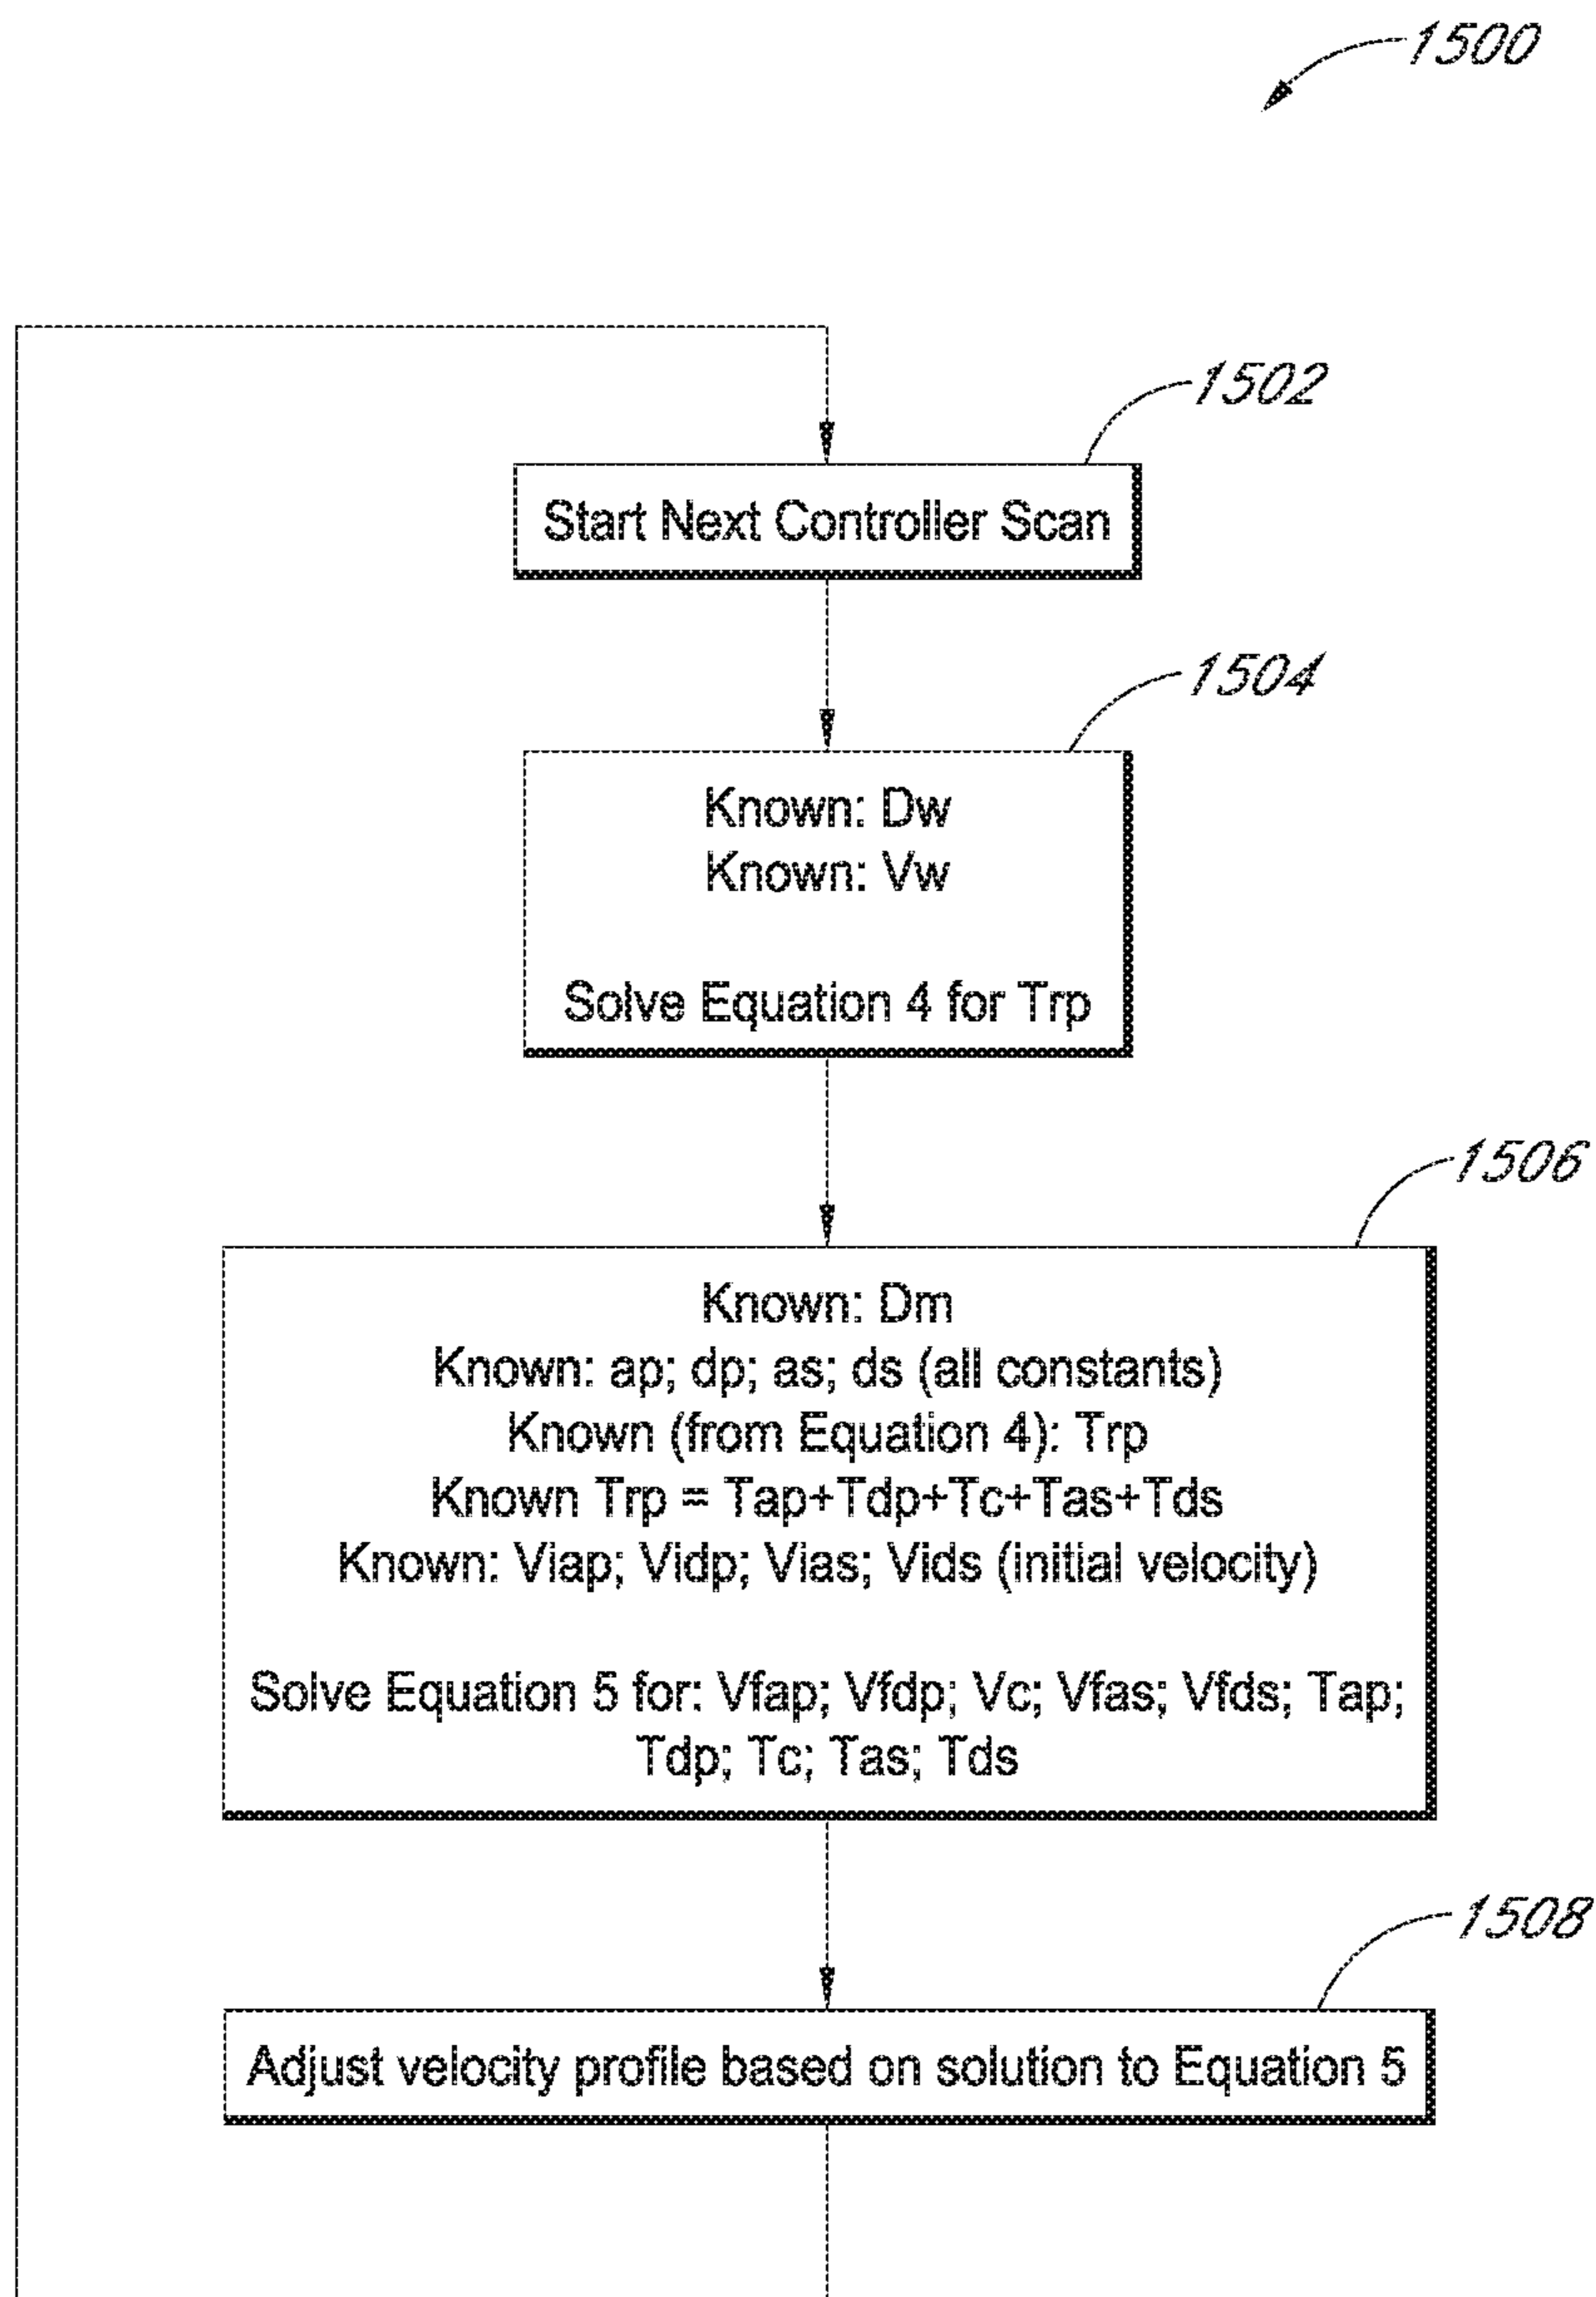 1500
1502
Start Next Controller Scan
1504
Known: Dw
Known: Vw
Solve Equation 4 for Trp
1506
Known: Dm
Known: ap; dp; as; ds (all constants)
Known (from Equation 4): Trp
Known Trp = Tap+Tdp+Tc+Tas+Tds
Known: Viap; Vidp; Vias; Vids (initial velocity)
Solve Equation 5 for: Vfap; Vfdp; Vc; Vfas; Vfds; Tap;
Tdp; Tc; Tas; Tds
1508
Adjust velocity profile based on solution to Equation 5